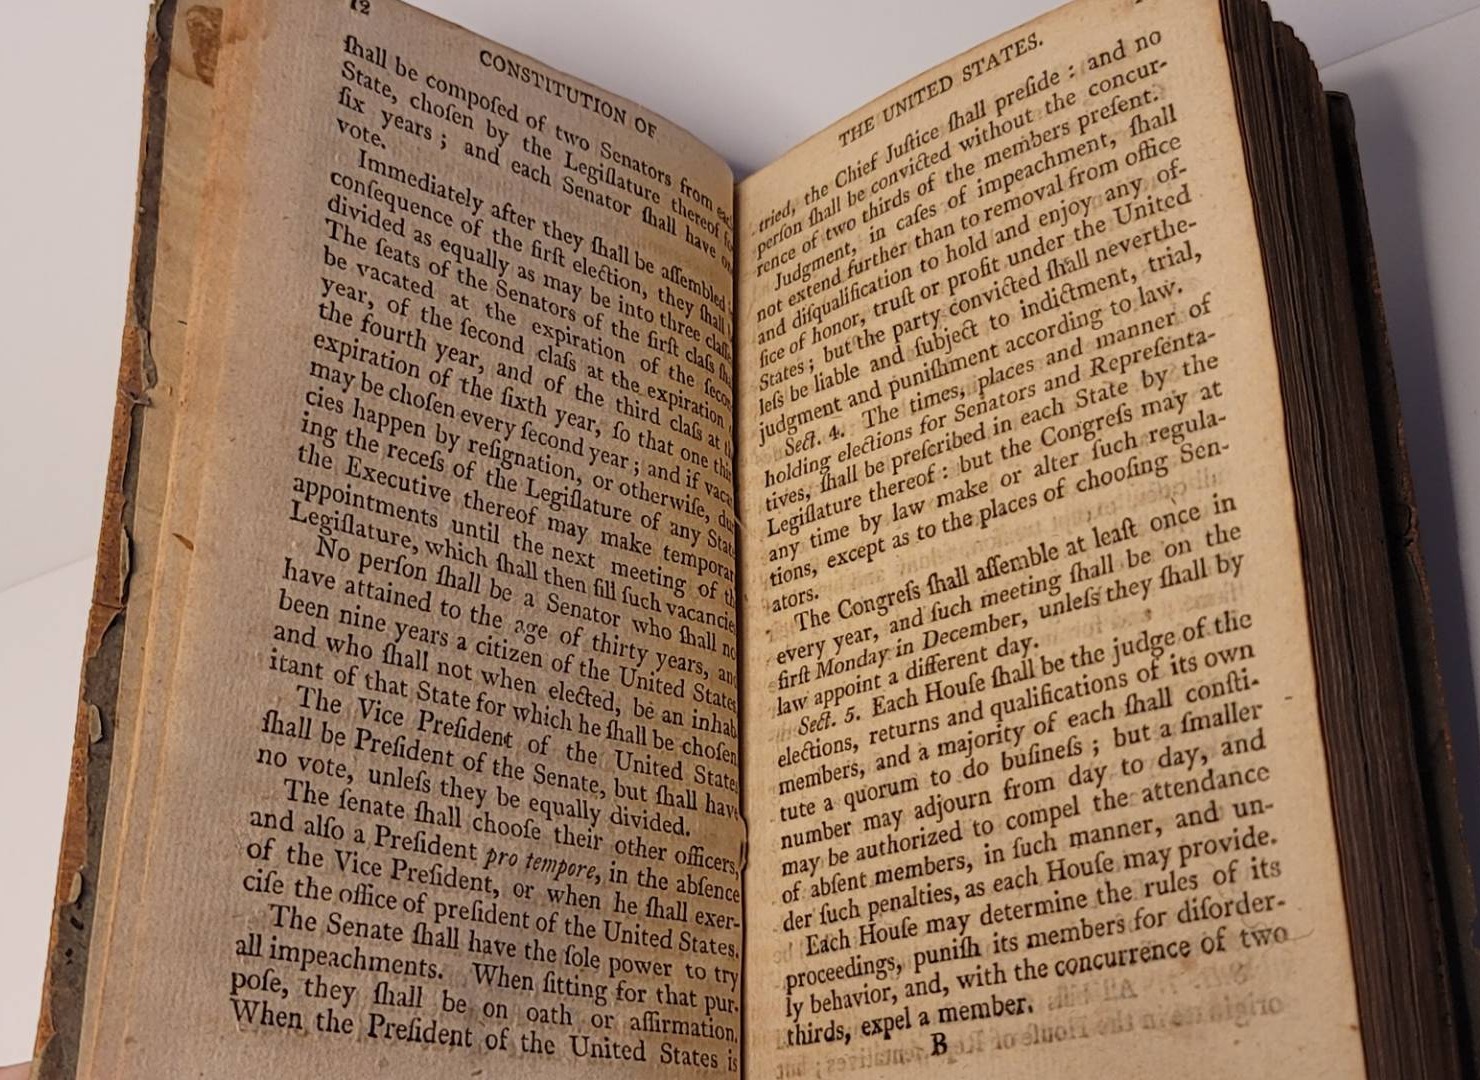 12
CONSTITUTION OF
ſhall be compoſed of two Senators from
State, choſen by the Legiſlature thereof
ſix years ; and each Senator ſhall have
vote.
Immediately after they ſhall be aſſembled
conſequence of the firſt election, they ſhall
divided as equally as may be into three
The ſeats of the Senators of the firſt claſs
be vacated at the expiration of the
year, of the ſecond claſs at the expiration
the fourth year, and of the third claſs at
expiration of the ſixth year, ſo that one
may be choſen every ſecond year ; and if
cies happen by reſignation, or otherwiſe,
ing the receſs of the Legiſlature of any
the Executive thereof may make
appointments until the next meeting of
Legiſlature, which ſhall then fill ſuch
No perſon ſhall be a Senator who ſhall
have attained to the age of thirty years,
been nine years a citizen of the United States
and who ſhall not when elected, be an inhab
itant of that State for which he ſhall be choſen
The Vice Preſident of the United
ſhall be Preſident of the Senate, but ſhall
no vote, unleſs they be equally divided.
The ſenate ſhall chooſe their other officers,
and alſo a Preſident pro tempore, in the abſence
of the Vice Preſident, or when he ſhall exer-
ciſe the office of preſident of the United States.
The Senate ſhall have the ſole power to try
all impeachments. When ſitting for that pur-
poſe, they ſhall be on oath or affirmation.
When the Preſident of the United States is
THE UNITED STATES.
tried, the Chief Juſtice ſhall preſide : and no
perſon ſhall be convicted without the concur-
rence of two thirds of the members preſent.
Judgment, in caſes of impeachment, ſhall
not extend further than to removal from office
and diſqualification to hold and enjoy any of-
fice of honor, truſt or profit under the United
States ; but the party convicted ſhall neverthe-
leſs be liable and ſubject to indictment, trial,
judgment and puniſhment according to law.
Sect. 4. The times, places and manner of
holding elections for Senators and Repreſenta-
tives, ſhall be preſcribed in each State by the
Legiſlature thereof : but the Congreſs may at
any time by law make or alter ſuch regula-
tions, except as to the places of chooſing Sen-
ators.
The Congreſs ſhall aſſemble at leaſt once in
every year, and ſuch meeting ſhall be on the
firſt Monday in December, unleſs they ſhall by
law appoint a different day.
Sect. 5. Each Houſe ſhall be the judge of the
elections, returns and qualifications of its own
members, and a majority of each ſhall conſti-
tute a quorum to do buſineſs ; but a ſmaller
number may adjourn from day to day, and
may be authorized to compel the attendance
of abſent members, in ſuch manner, and un-
der ſuch penalties, as each Houſe may provide.
Each Houſe may determine the rules of its
proceedings, puniſh its members for diſorder-
ly behavior, and, with the concurrence of two
thirds, expel a member.
B